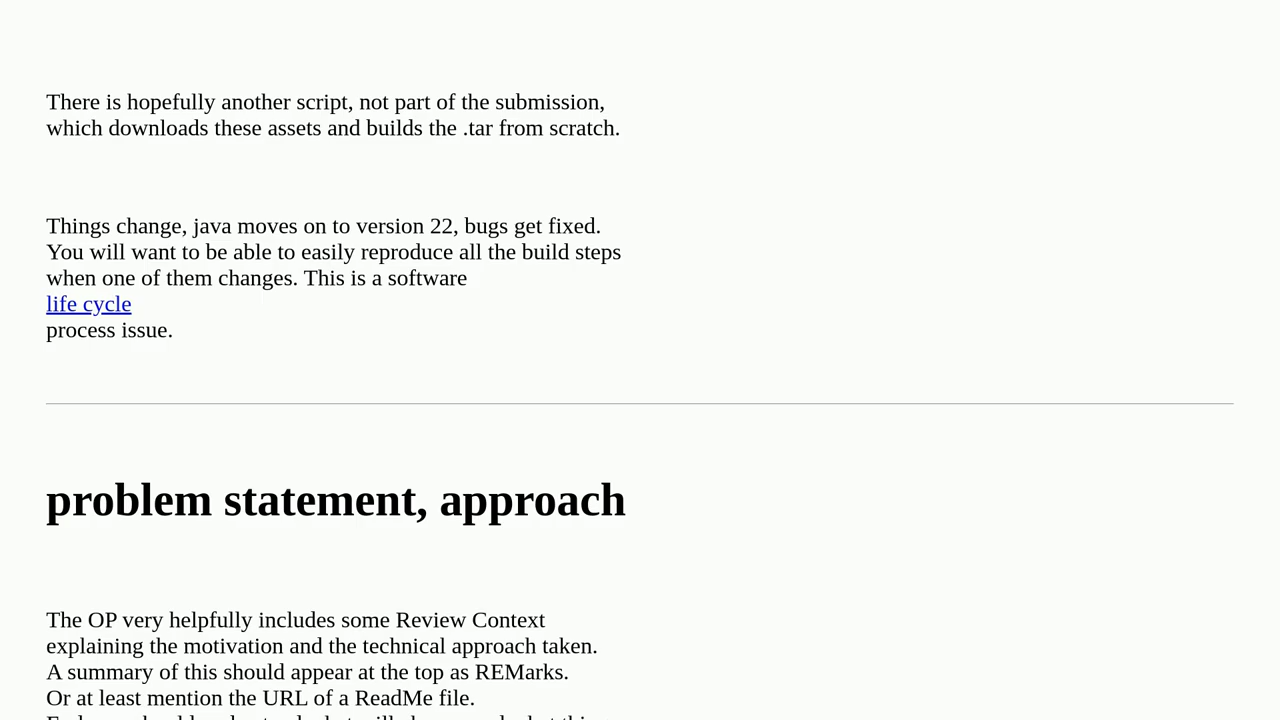 There is hopefully another script, not part of the submission,
which downloads these assets and builds the .tar from scratch.
Things change, java moves on to version 22, bugs get fixed.
You will want to be able to easily reproduce all the build steps
when one of them changes. This is a software
life cycle
process issue.
problem statement, approach
The OP very helpfully includes some Review Context
explaining the motivation and the technical approach taken.
A summary of this should appear at the top as REMarks.
Or at least mention the URL of a ReadMe file.